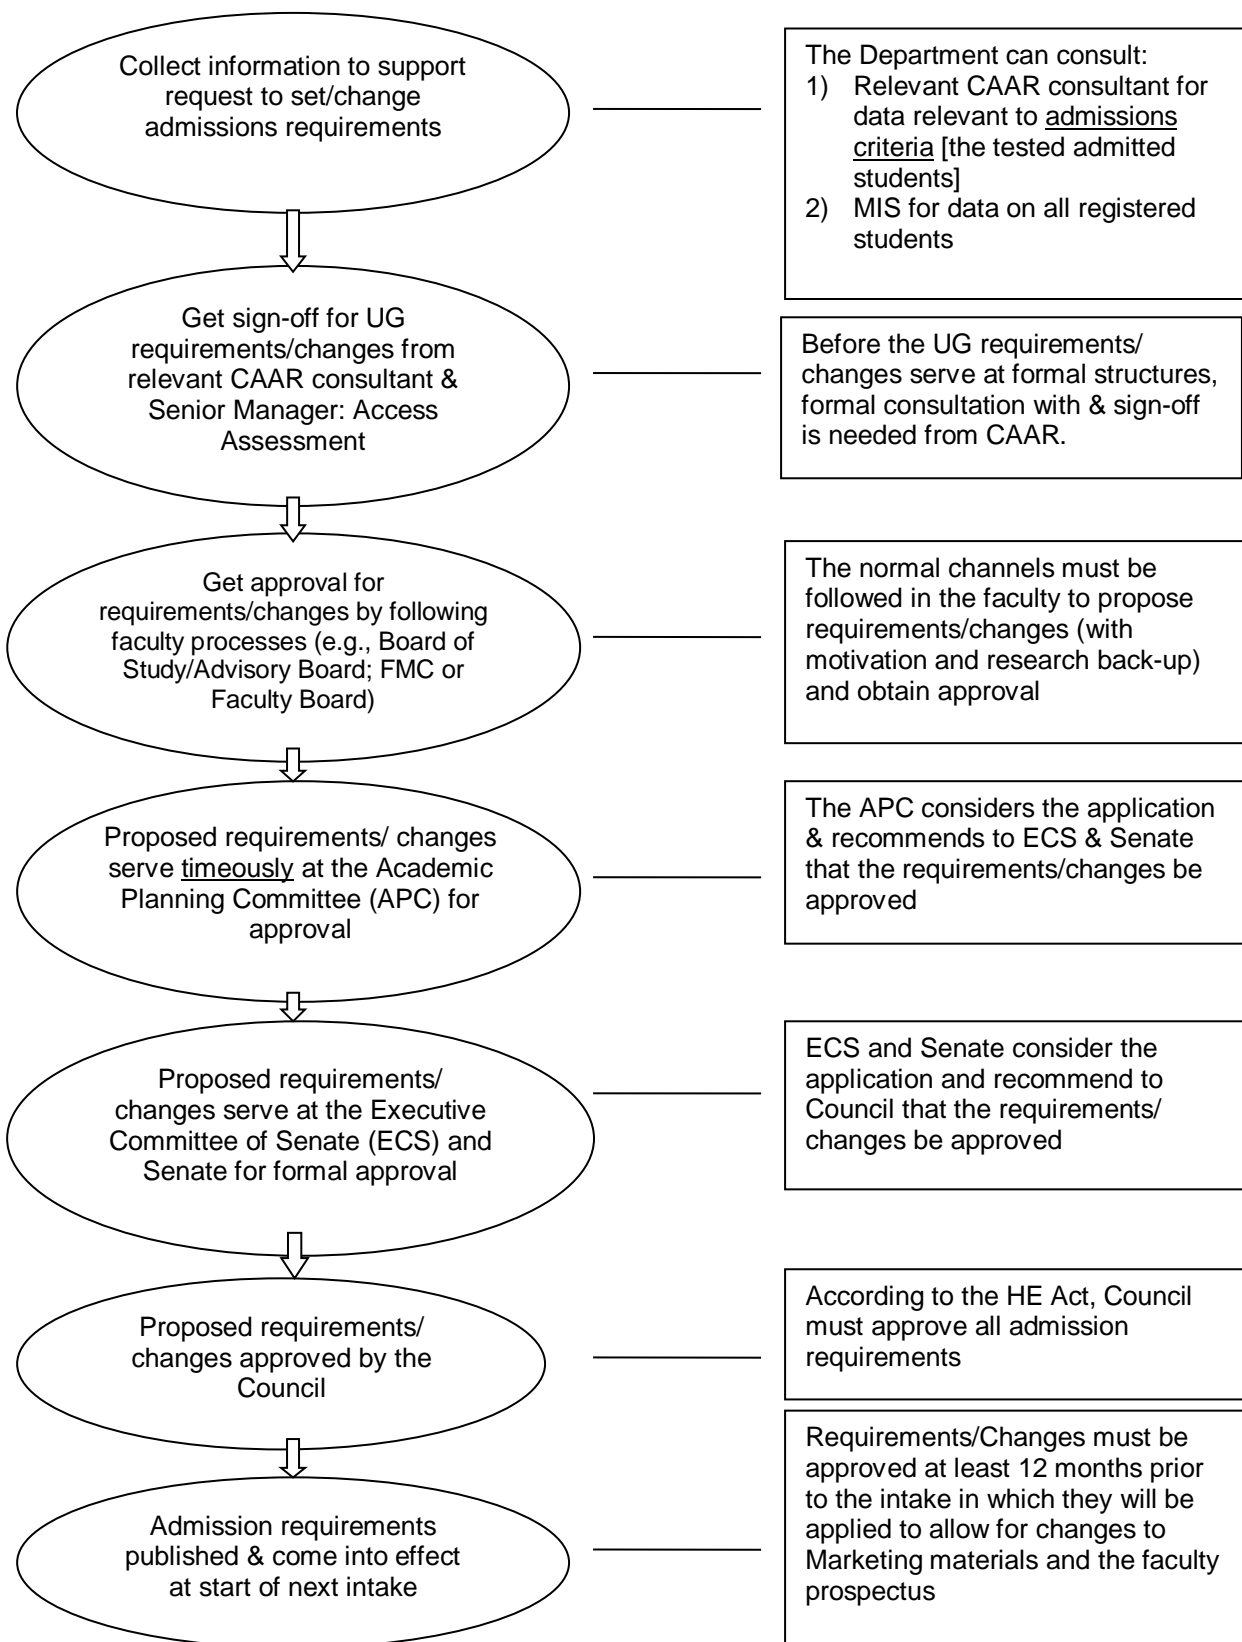 Collect information to support
request to set/change
admissions requirements
The Department can consult:
1) Relevant CAAR consultant for
data relevant to admissions
criteria [the tested admitted
students]
2) MIS for data on all registered
students
Get sign-off for UG
requirements/changes from
relevant CAAR consultant &
Senior Manager: Access
Assessment
Before the UG requirements/
changes serve at formal structures,
formal consultation with & sign-off
is needed from CAAR.
Get approval for
requirements/changes by following
faculty processes (e.g., Board of
Study/Advisory Board; FMC or
Faculty Board)
The normal channels must be
followed in the faculty to propose
requirements/changes (with
motivation and research back-up)
and obtain approval
Proposed requirements/ changes
serve timeously at the Academic
Planning Committee (APC) for
approval
The APC considers the application
& recommends to ECS & Senate
that the requirements/changes be
approved
Proposed requirements/
changes serve at the Executive
Committee of Senate (ECS) and
Senate for formal approval
ECS and Senate consider the
application and recommend to
Council that the requirements/
changes be approved
Proposed requirements/
changes approved by the
Council
According to the HE Act, Council
must approve all admission
requirements
Admission requirements
published & come into effect
at start of next intake
Requirements/Changes must be
approved at least 12 months prior
to the intake in which they will be
applied to allow for changes to
Marketing materials and the faculty
prospectus